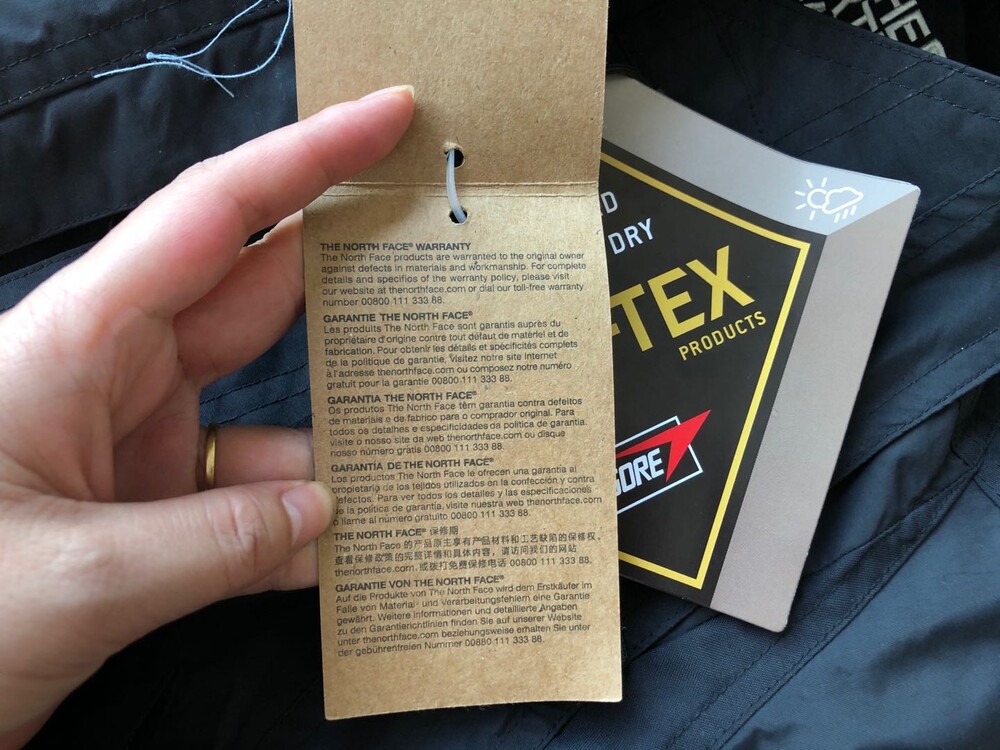 THE NORTH FACE® WARRANTY
The North Face products are warranted to the original owner
against defects in materials and workmanship. For complete
details and specifios of the warranty policy, please visit
our website at thenorthface.com or dial our toll-free warranty
number 00800 111 333 88.
GARANTIE THE NORTH FACE®
Les produits The North Face sont garantis auprès du
propriétaire d'origine contre tout défaut de matériel et de
fabrication. Pour obtenir les détails et spécificités complets
de la politique de garantie, visitez notre site internet
à l'adresse thenorthface.com ou composez notre numéro
gratuit pour la garantie 00800 111 333 88.
GARANTIA THE NORTH FACE®
Os produtos The North Face têm garantia contra defeitos
de materiais e de fabrico para o comprador original. Para
todos os detalhes e especificidades da política de garantia,
visite o nosso site da web thenorthface.com ou disque
nosso número gratis 00800 111 333 88.
GARANTÍA DE THE NORTH FACE®
Los productos The North Face le ofrecen una garantía al
propietario de los tejidos utilizados en la confección y contra
efectos. Para ver todos los detalles y las especificaciones
de la política de garantía, visite nuestra web thenorthface.com
o llame al número gratuito 00800 111 333 88.
THE NORTH FACE® 保修期
The North Face 的产品原主享有产品材料和工艺缺陷的保修权。
查看保修政策的完整详情和具体内容，请访问我们的网站
thenorthface.com，或拨打免费保修电话 00800 111 333 88.
GARANTIE VON THE NORTH FACE®
Auf die Produkte von The North Face wird dem Erstkäufer im
Falle von Material- und Verarbeitungsfehlern eine Garantie
gewährt. Weitere Informationen und detaillierte Angaben
zu den Garantierichtlinien finden Sie auf unserer Website
unter thenorthface.com beziehungsweise erhalten Sie unter
der gebührenfreien Nummer 00880 111 333 88.
D
DRY
-TEX
PRODUCTS
GORE